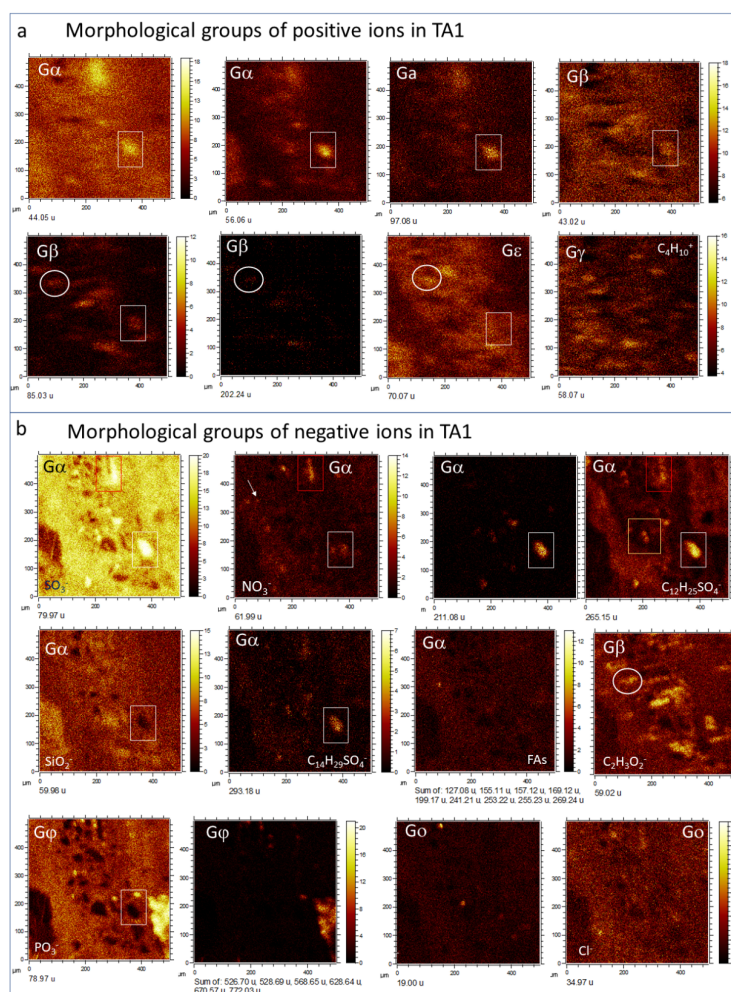 a Morphological groups of positive ions in TA1
Gα Gα Ga Gβ
44.05 u 56.06 u 97.08 u 43.02 u
Gβ Gβ Gε Gγ C₄H₁₀⁺
85.03 u 202.24 u 70.07 u 58.07 u
b Morphological groups of negative ions in TA1
Gα Gα Gα Gα
SO₃⁻ NO₃⁻ C₁₂H₂₅SO₄⁻
79.97 u 61.99 u 211.08 u 265.15 u
Gα Gα Gα Gβ
SiO₂⁻ C₁₄H₂₉SO₄⁻ FAs C₂H₃O₂⁻
59.98 u 293.18 u Sum of: 127.08 u, 155.11 u, 157.12 u, 169.12 u, 59.02 u
199.17 u, 241.21 u, 253.22 u, 255.23 u, 269.24 u
Gφ Gφ Go Go
PO₃⁻ Cl⁻
78.97 u Sum of: 526.70 u, 528.69 u, 568.65 u, 628.64 u, 19.00 u 34.97 u
670.57 u, 772.03 u